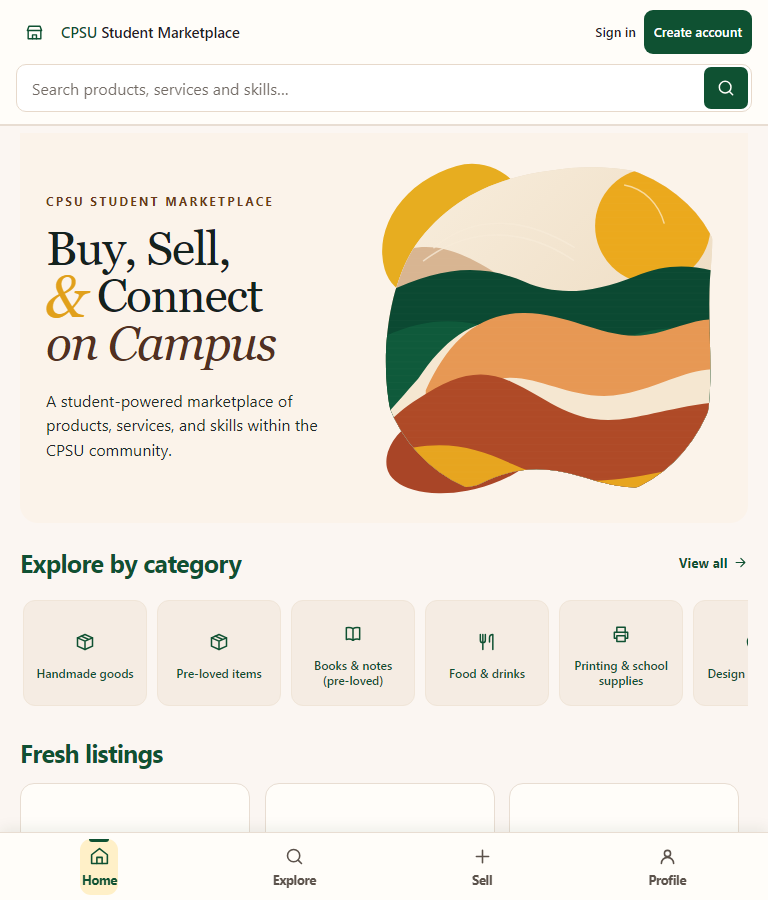 CPSU Student Marketplace
Sign in
Create account
Search products, services and skills...
CPSU STUDENT MARKETPLACE
Buy, Sell,
& Connect
on Campus
A student-powered marketplace of
products, services, and skills within the
CPSU community.
Explore by category
View all →
Handmade goods
Pre-loved items
Books & notes
(pre-loved)
Food & drinks
Printing & school
supplies
Design
Fresh listings
Home
Explore
Sell
Profile